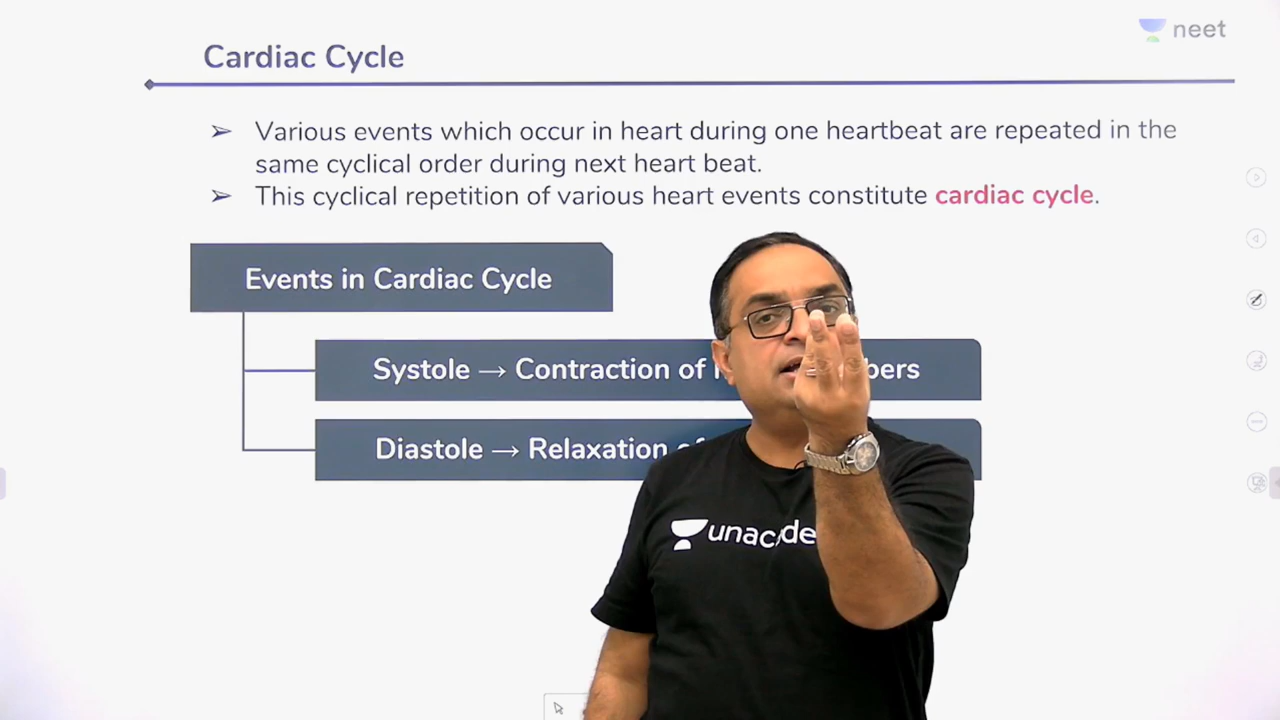 neet
Cardiac Cycle
➢ Various events which occur in heart during one heartbeat are repeated in the
same cyclical order during next heart beat.
➢ This cyclical repetition of various heart events constitute cardiac cycle.
Events in Cardiac Cycle
Systole → Contraction of
Diastole → Relaxation